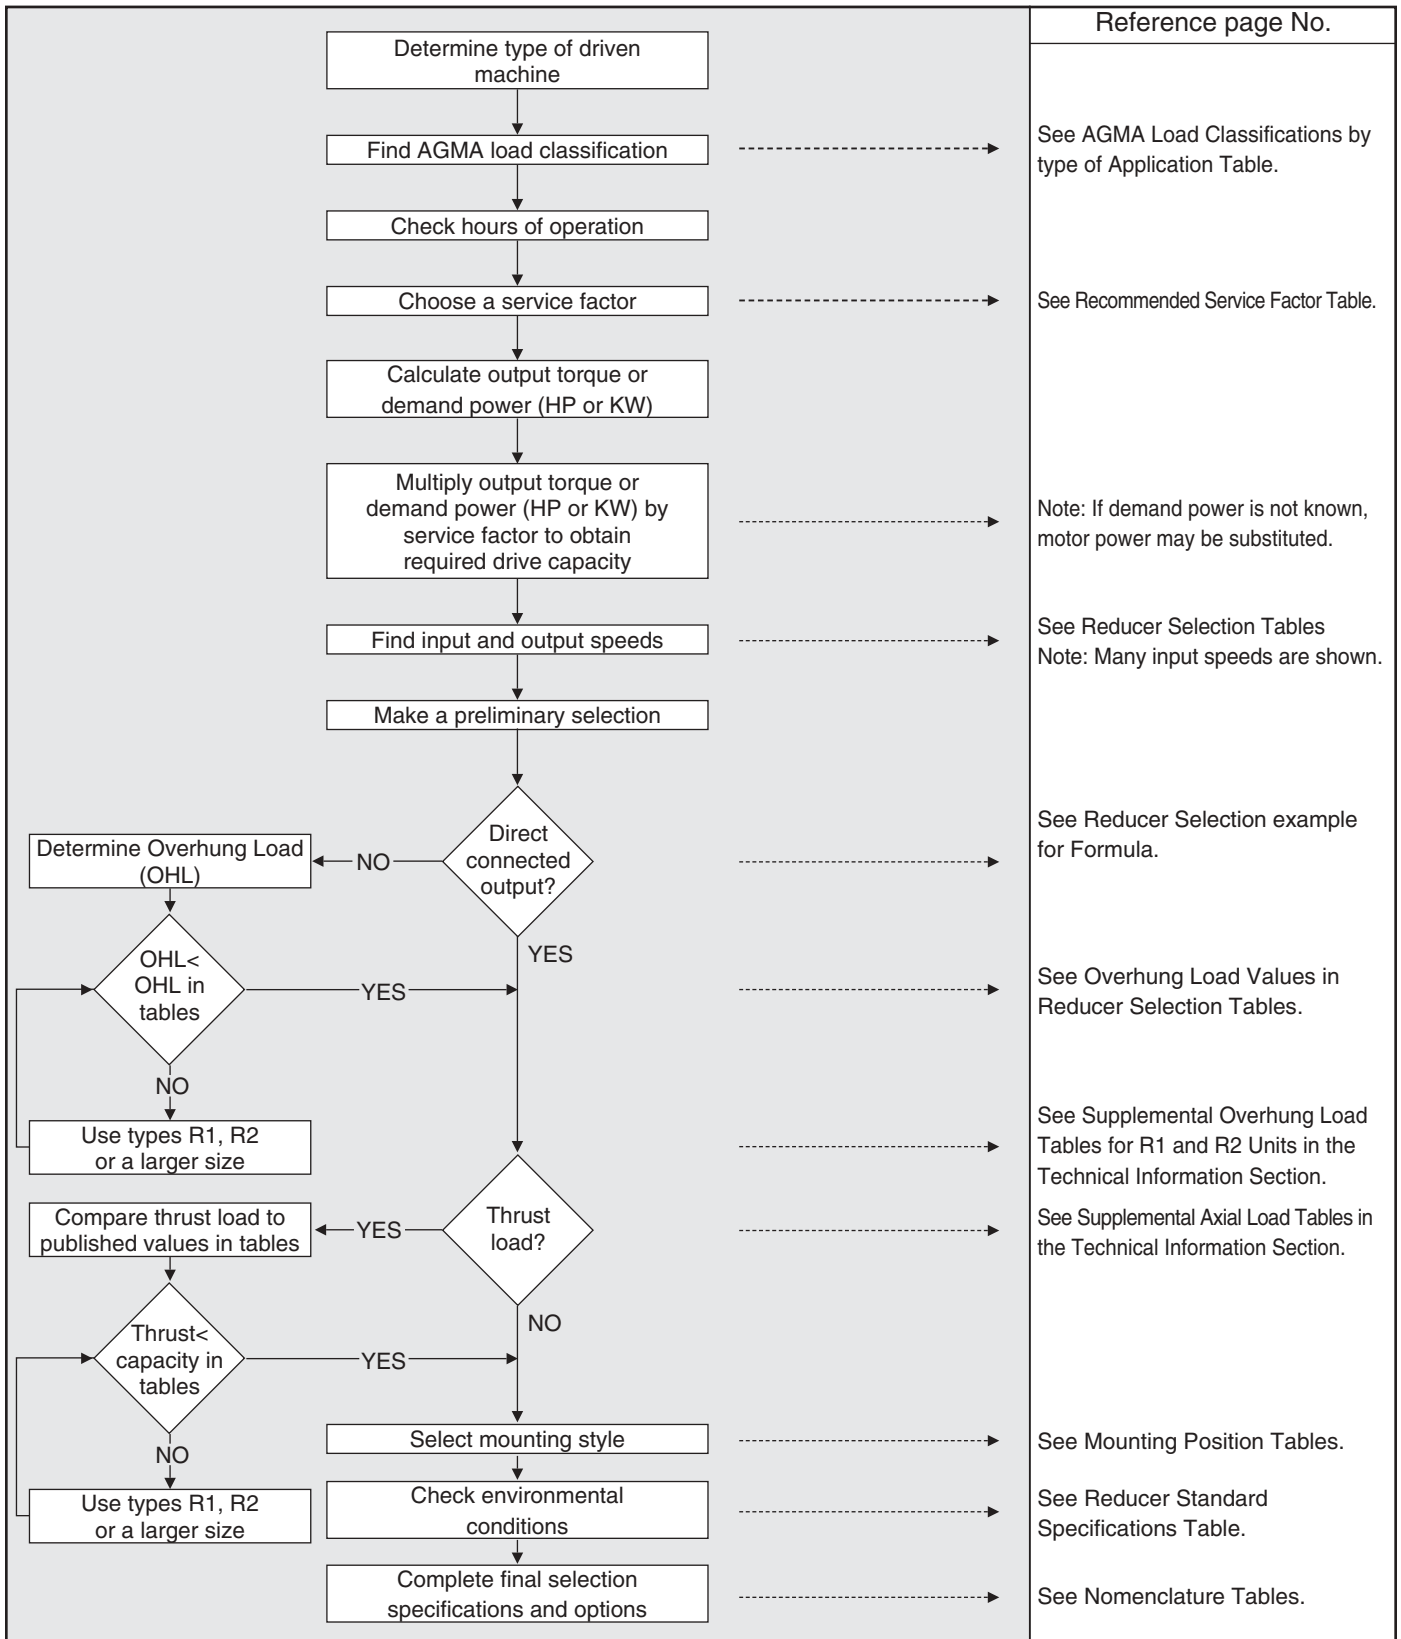 Reference page No.
Determine type of driven
machine
Find AGMA load classification
See AGMA Load Classifications by
type of Application Table.
Check hours of operation
Choose a service factor
See Recommended Service Factor Table.
Calculate output torque or
demand power (HP or KW)
Multiply output torque or
demand power (HP or KW) by
service factor to obtain
required drive capacity
Note: If demand power is not known,
motor power may be substituted.
Find input and output speeds
See Reducer Selection Tables
Note: Many input speeds are shown.
Make a preliminary selection
Direct
connected
output?
See Reducer Selection example
for Formula.
NO
Determine Overhung Load
(OHL)
YES
OHL<
OHL in
tables
YES
See Overhung Load Values in
Reducer Selection Tables.
NO
Use types R1, R2
or a larger size
See Supplemental Overhung Load
Tables for R1 and R2 Units in the
Technical Information Section.
Thrust
load?
YES
Compare thrust load to
published values in tables
See Supplemental Axial Load Tables in
the Technical Information Section.
NO
Thrust<
capacity in
tables
YES
NO
Use types R1, R2
or a larger size
Select mounting style
See Mounting Position Tables.
Check environmental
conditions
See Reducer Standard
Specifications Table.
Complete final selection
specifications and options
See Nomenclature Tables.